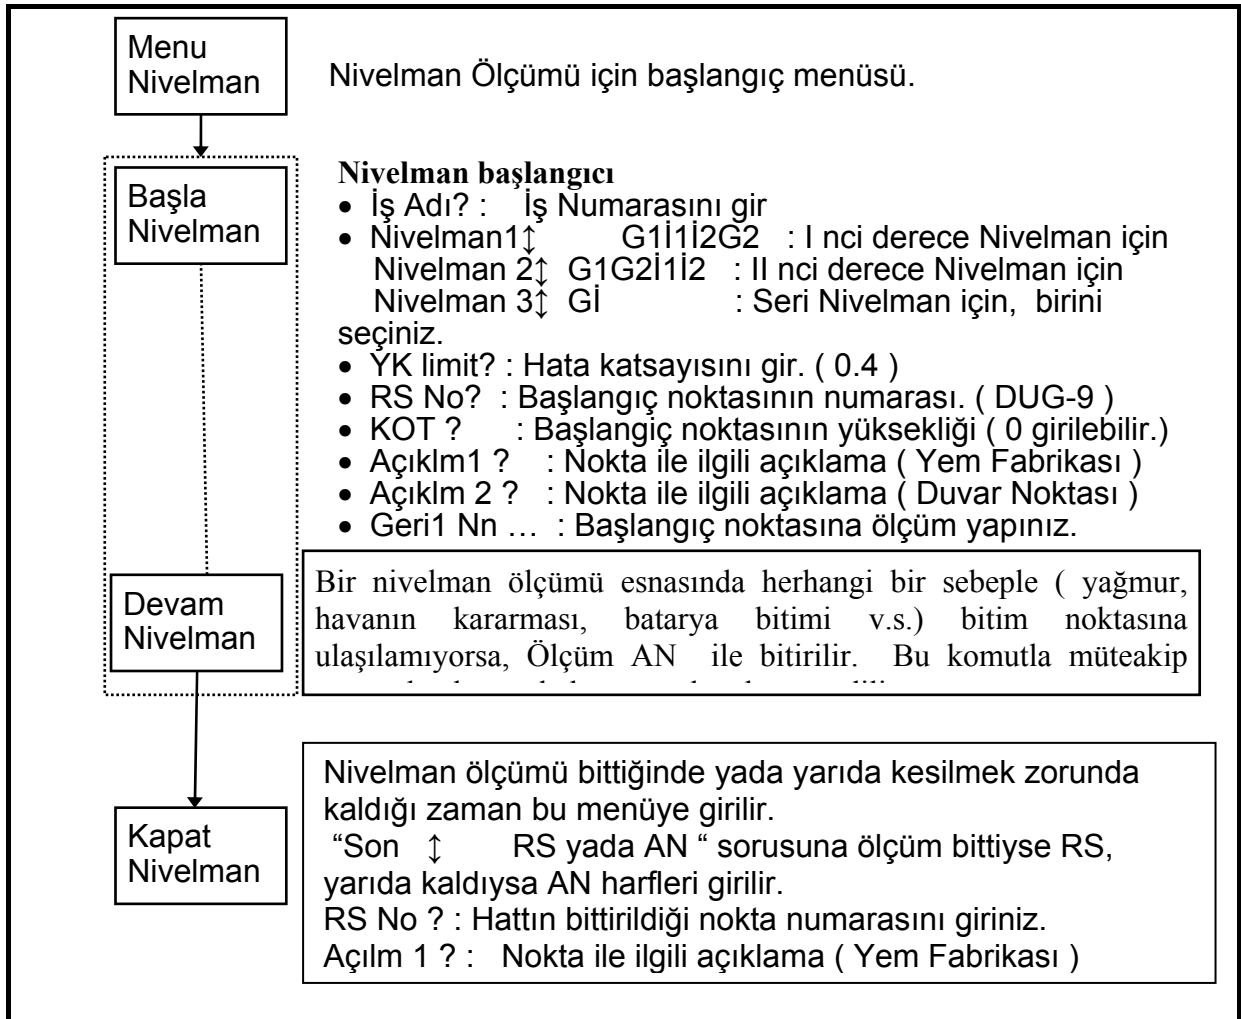 Menu
Nivelman
Nivelman Ölçümü için başlangıç menüsü.
Başla
Nivelman
Nivelman başlangıcı
• İş Adı? : İş Numarasını gir
• Nivelman1↕ G1İ1İ2G2 : I nci derece Nivelman için
Nivelman 2↕ G1G2İ1İ2 : II nci derece Nivelman için
Nivelman 3↕ Gİ : Seri Nivelman için, birini
seçiniz.
• YK limit? : Hata katsayısını gir. ( 0.4 )
• RS No? : Başlangıç noktasının numarası. ( DUG-9 )
• KOT ? : Başlangiç noktasının yüksekliği ( 0 girilebilir.)
• Açıklm1 ? : Nokta ile ilgili açıklama ( Yem Fabrikası )
• Açıklm 2 ? : Nokta ile ilgili açıklama ( Duvar Noktası )
• Geri1 Nn … : Başlangıç noktasına ölçüm yapınız.
Devam
Nivelman
Bir nivelman ölçümü esnasında herhangi bir sebeple ( yağmur,
havanın kararması, batarya bitimi v.s.) bitim noktasına
ulaşılamıyorsa, Ölçüm AN ile bitirilir. Bu komutla müteakip
Kapat
Nivelman
Nivelman ölçümü bittiğinde yada yarıda kesilmek zorunda
kaldığı zaman bu menüye girilir.
“Son ↕ RS yada AN “ sorusuna ölçüm bittiyse RS,
yarıda kaldıysa AN harfleri girilir.
RS No ? : Hattın bittirildiği nokta numarasını giriniz.
Açılm 1 ? : Nokta ile ilgili açıklama ( Yem Fabrikası )